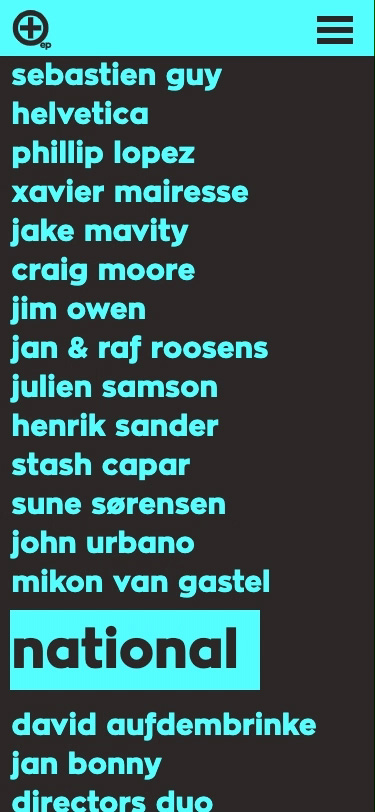 ep
sebastien guy
helvetica
phillip lopez
xavier mairesse
jake mavity
craig moore
jim owen
jan & raf roosens
julien samson
henrik sander
stash capar
sune sørensen
john urbano
mikon van gastel
national
david aufdembrinke
jan bonny
directors duo